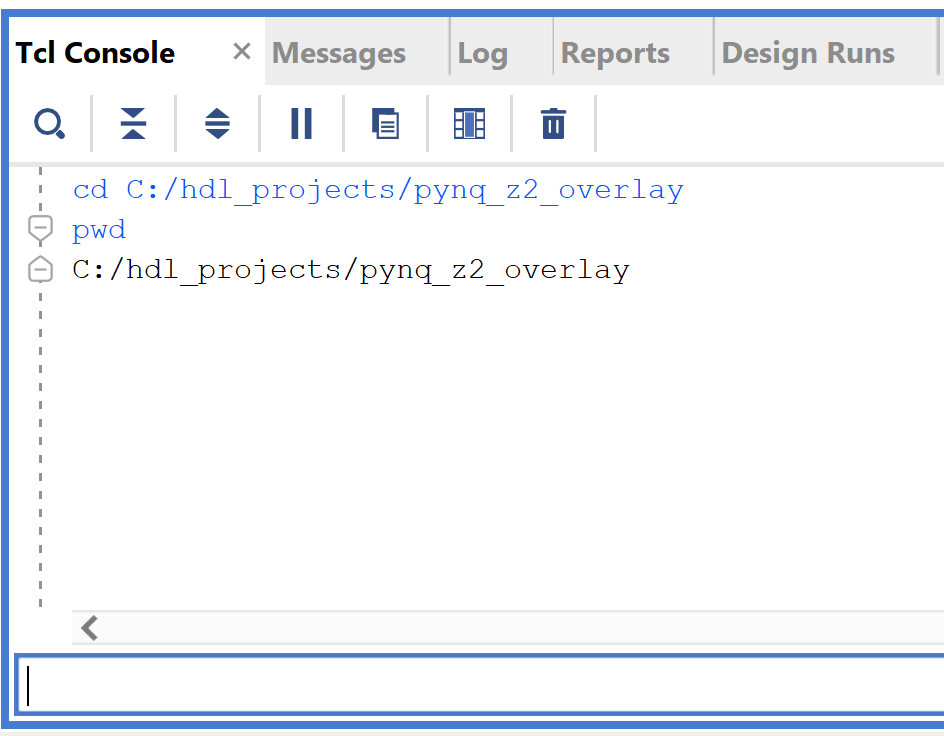 Tcl Console Messages Log Reports Design Runs
cd C:/hdl_projects/pynq_z2_overlay
pwd
C:/hdl_projects/pynq_z2_overlay